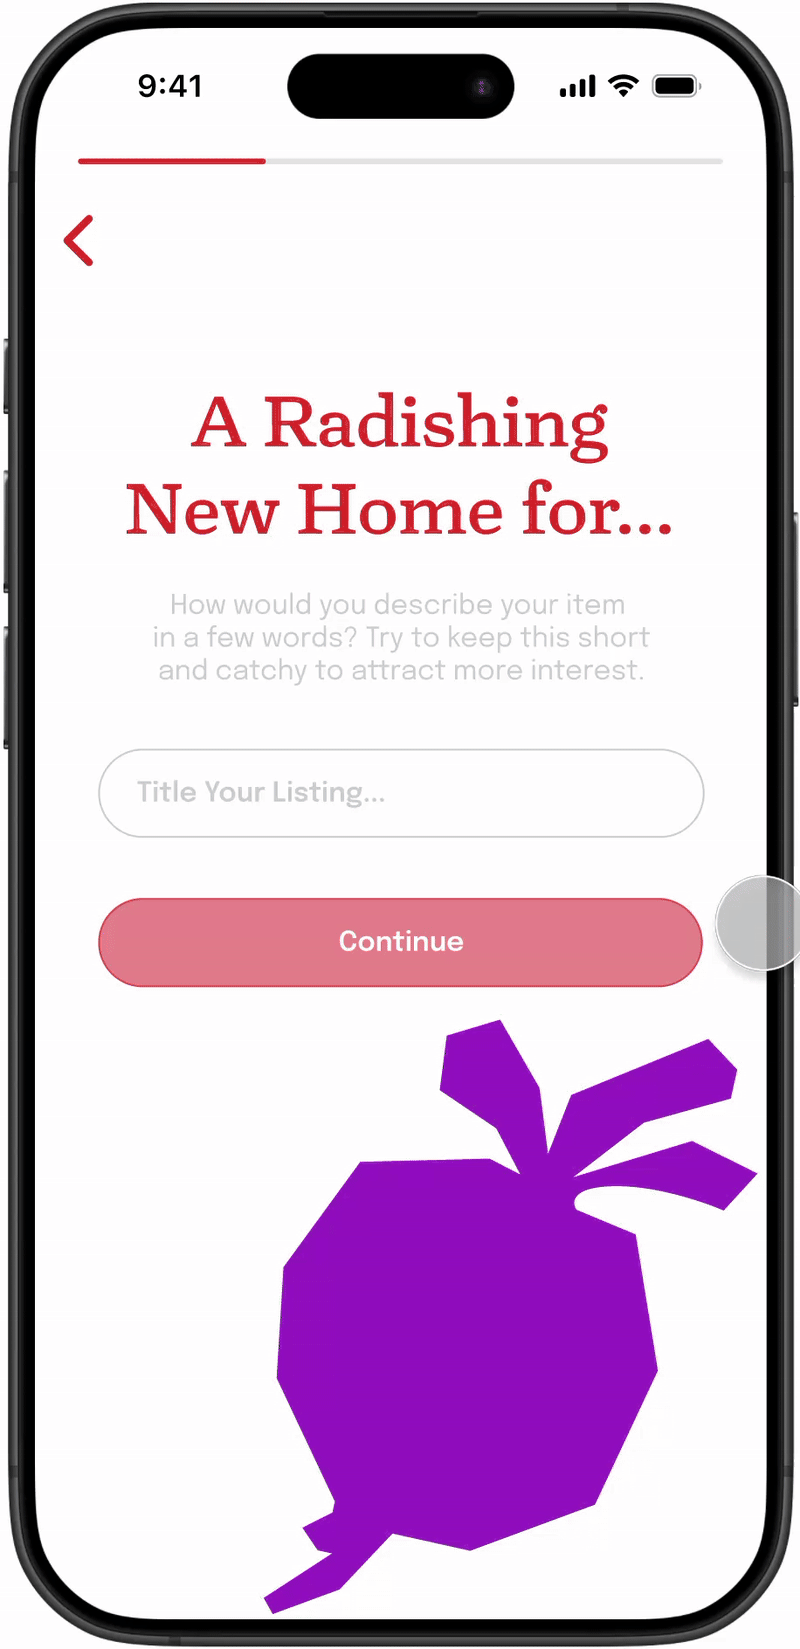 9:41
A Radishing
New Home for...
How would you describe your item
in a few words? Try to keep this short
and catchy to attract more interest.
Title Your Listing...
Continue